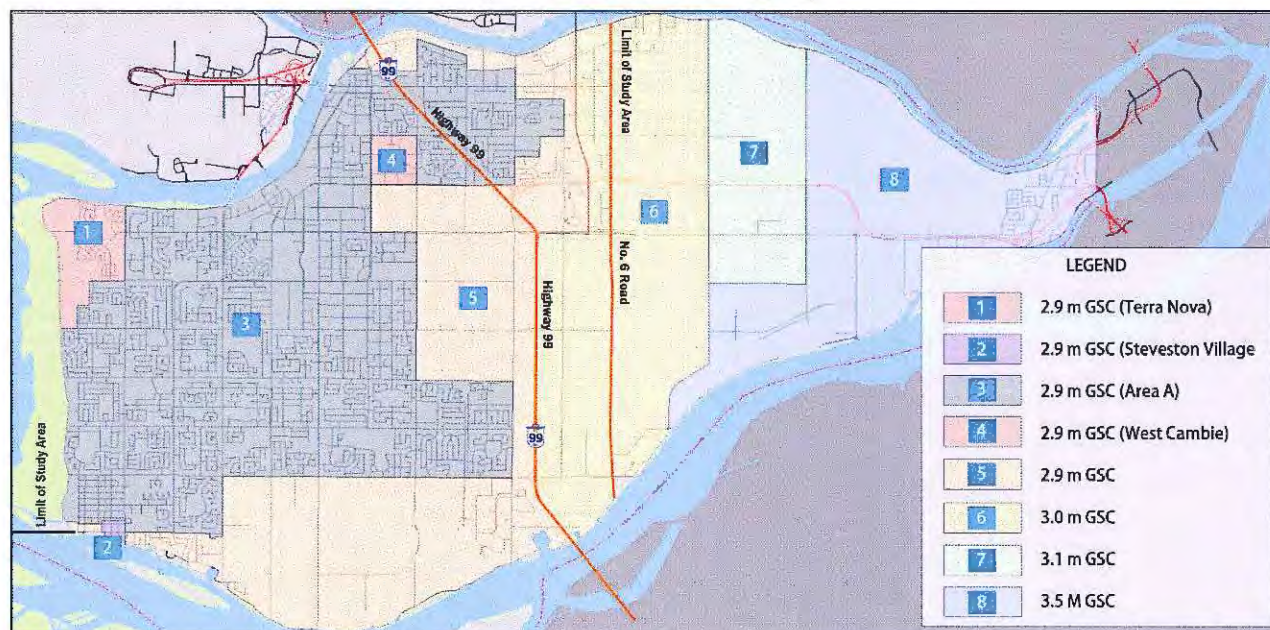 99
Highway 99
Limit of Study Area
No. 6 Road
Highway 99
99
Limit of Study Area
1
2
3
4
5
6
7
8
LEGEND
1 2.9 m GSC (Terra Nova)
2 2.9 m GSC (Steveston Village
3 2.9 m GSC (Area A)
4 2.9 m GSC (West Cambie)
5 2.9 m GSC
6 3.0 m GSC
7 3.1 m GSC
8 3.5 M GSC